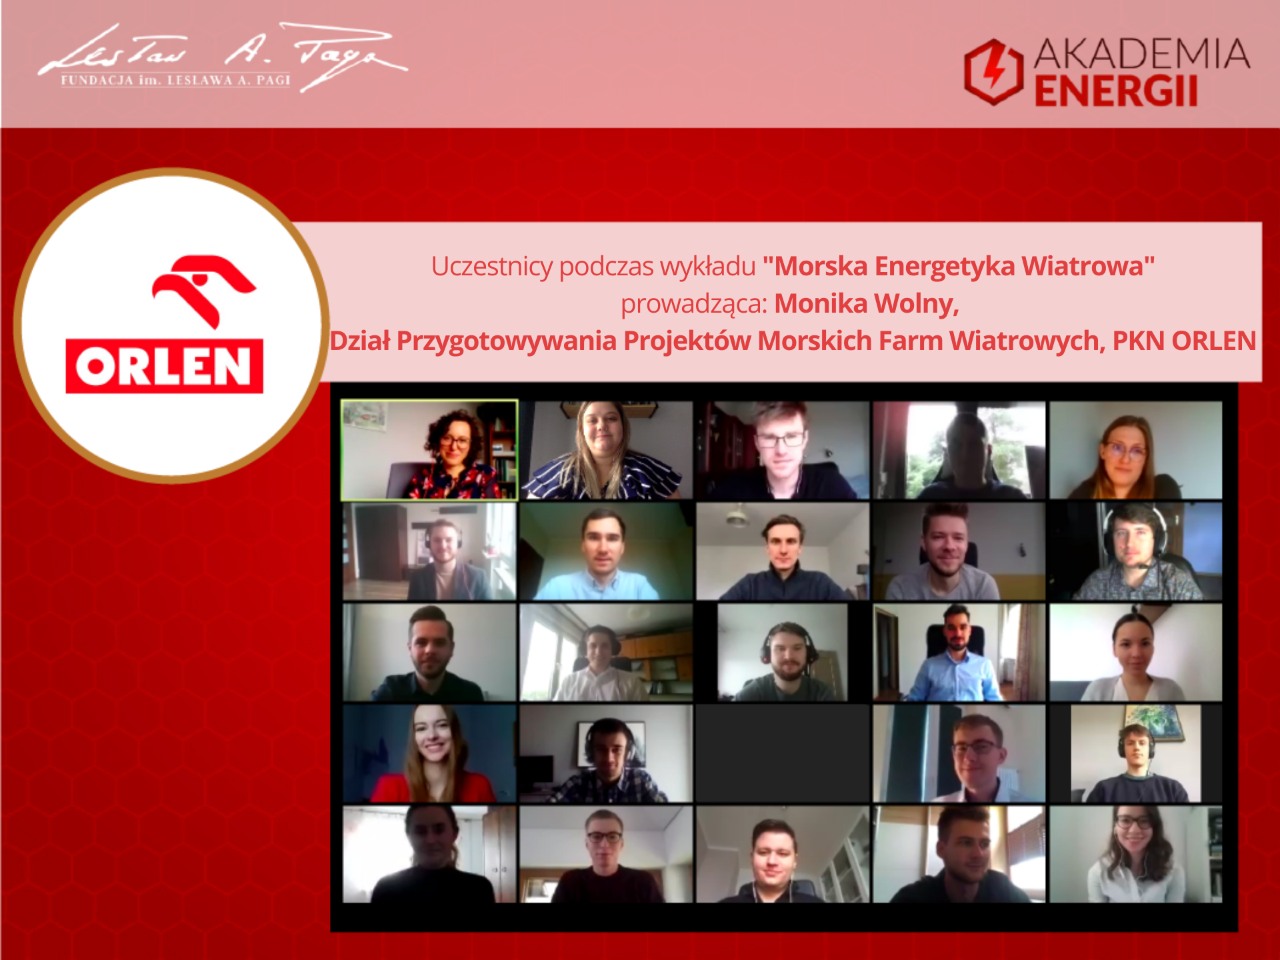 Lesław A. Paga
FUNDACJA im. LESŁAWA A. PAGI
AKADEMIA
ENERGII
ORLEN
Uczestnicy podczas wykładu "Morska Energetyka Wiatrowa"
prowadząca: Monika Wolny,
Dział Przygotowywania Projektów Morskich Farm Wiatrowych, PKN ORLEN